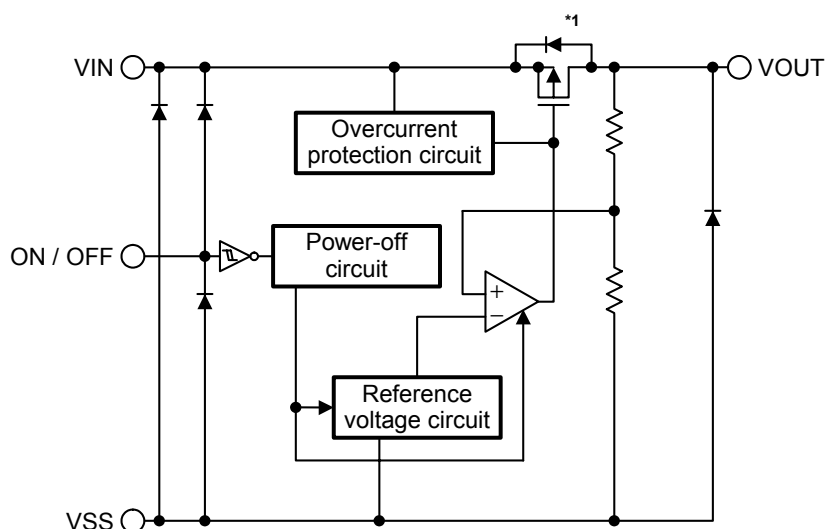 *1
VIN
VOUT
Overcurrent
protection circuit
ON / OFF
Power-off
circuit
+
−
Reference
voltage circuit
VSS